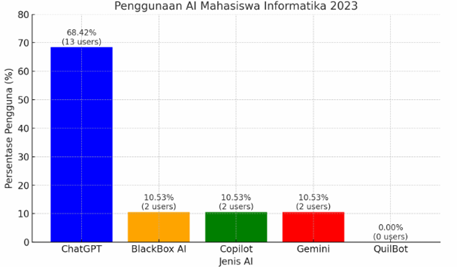 Penggunaan AI Mahasiswa Informatika 2023
Persentase Pengguna (%)
80
70
60
50
40
30
20
10
0
68.42%
(13 users)
10.53%
(2 users)
10.53%
(2 users)
10.53%
(2 users)
0.00%
(0 users)
ChatGPT
BlackBox AI
Copilot
Gemini
QuilBot
Jenis AI